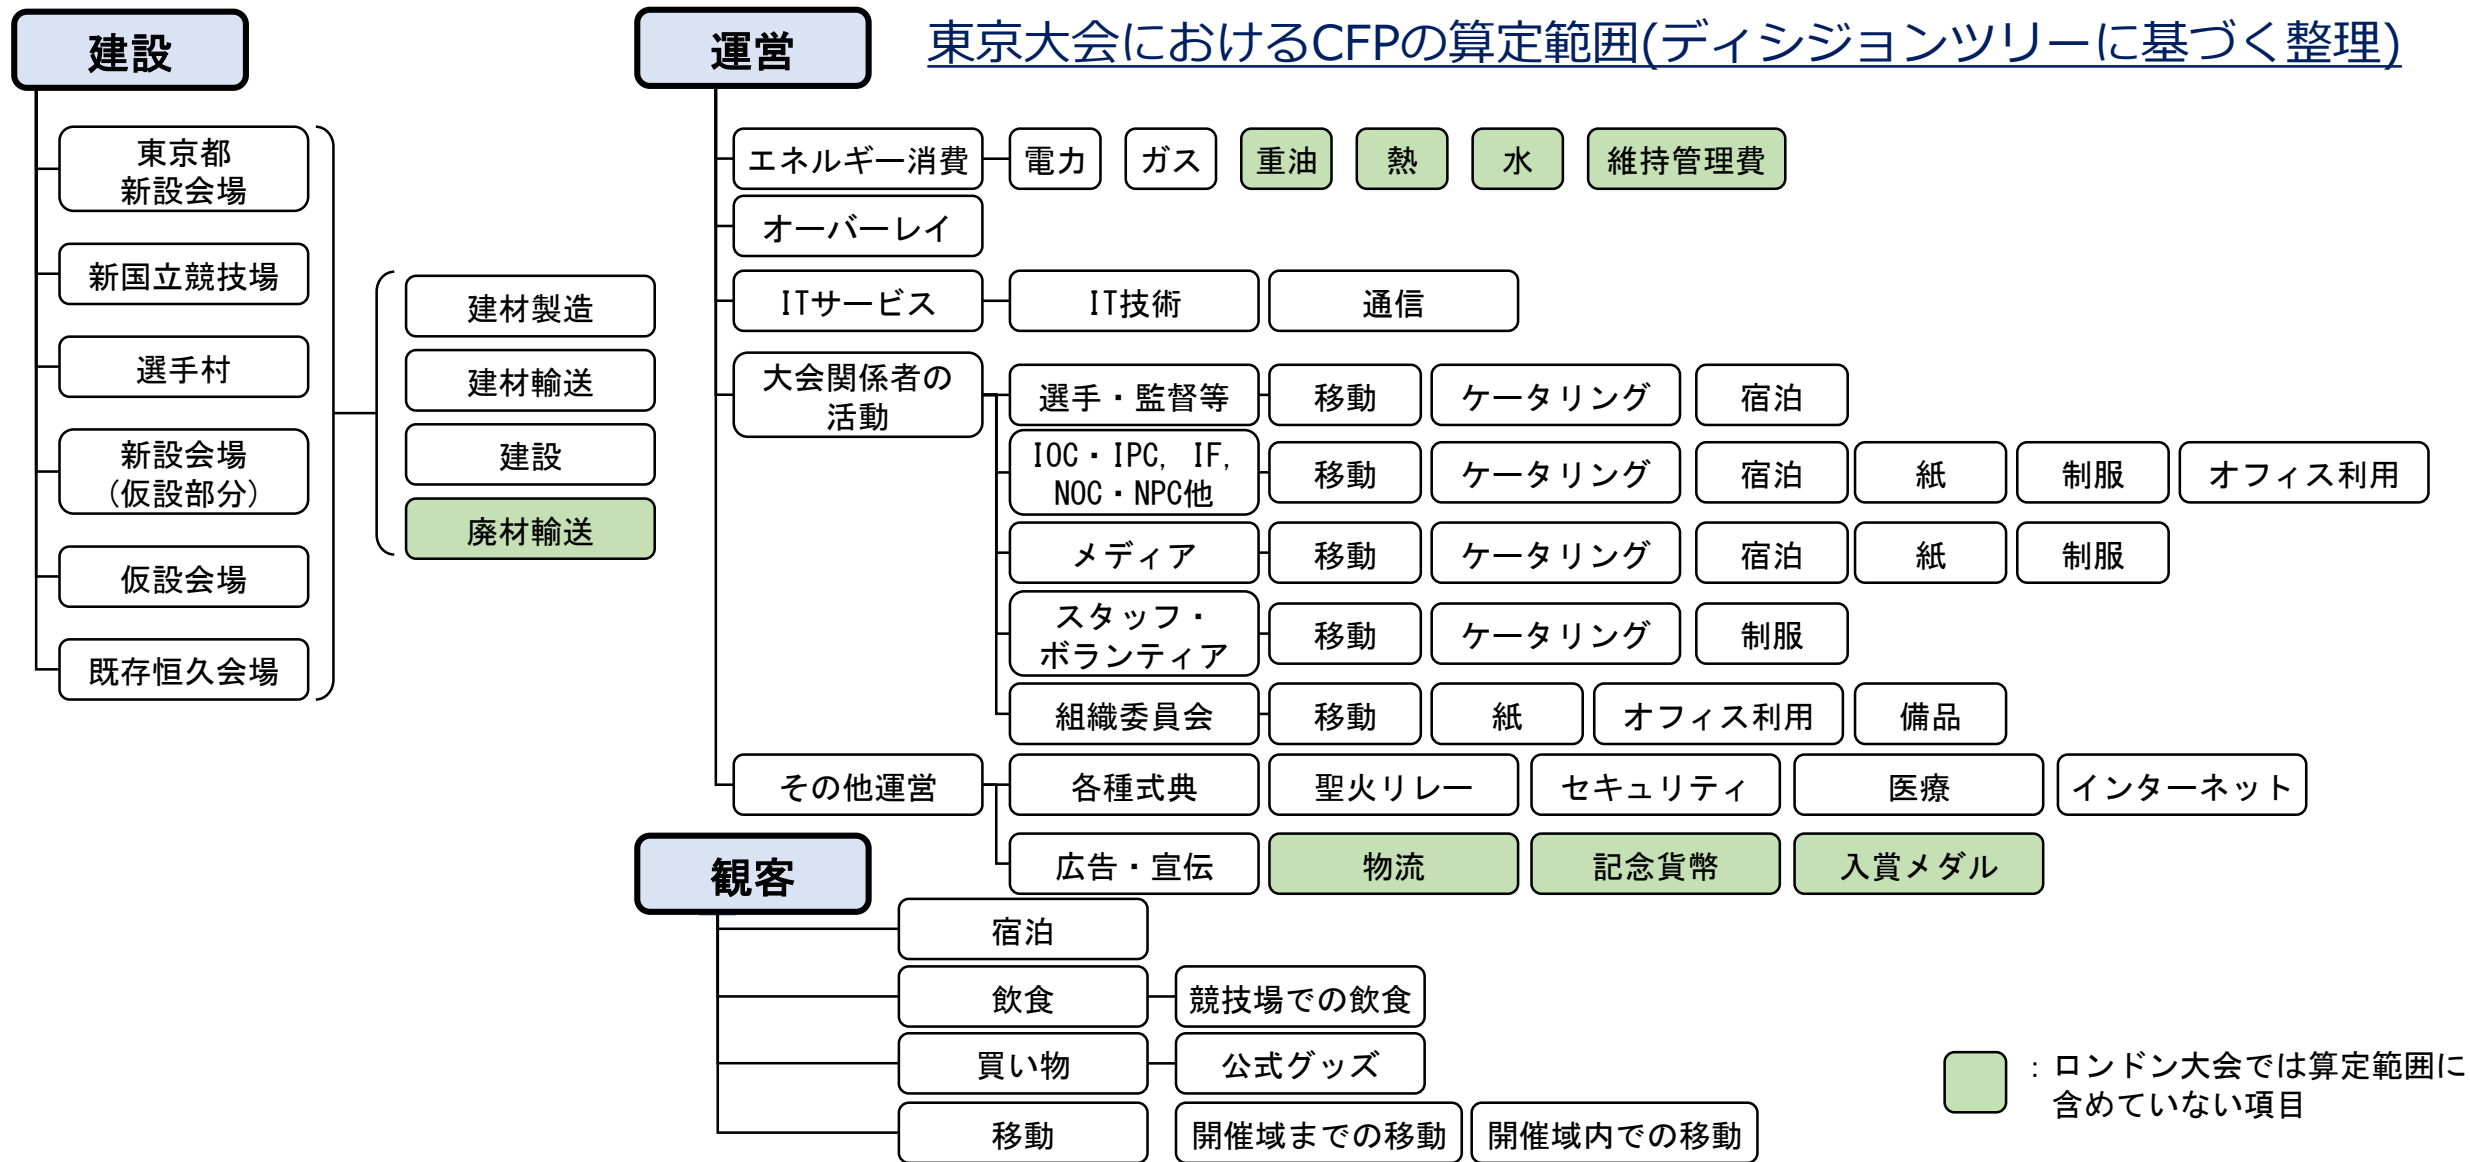 東京大会におけるCFPの算定範囲(ディシジョンツリーに基づく整理)
建設
東京都
新設会場
新国立競技場
選手村
新設会場
(仮設部分)
仮設会場
既存恒久会場
建材製造
建材輸送
建設
廃材輸送
運営
エネルギー消費
電力
ガス
重油
熱
水
維持管理費
オーバーレイ
ITサービス
IT技術
通信
大会関係者の
活動
選手・監督等
移動
ケータリング
宿泊
IOC・IPC, IF,
NOC・NPC他
移動
ケータリング
宿泊
紙
制服
オフィス利用
メディア
移動
ケータリング
宿泊
紙
制服
スタッフ・
ボランティア
移動
ケータリング
制服
組織委員会
移動
紙
オフィス利用
備品
その他運営
各種式典
聖火リレー
セキュリティ
医療
インターネット
広告・宣伝
物流
記念貨幣
入賞メダル
観客
宿泊
飲食
競技場での飲食
買い物
公式グッズ
移動
開催域までの移動
開催域内での移動
：ロンドン大会では算定範囲に
含めていない項目